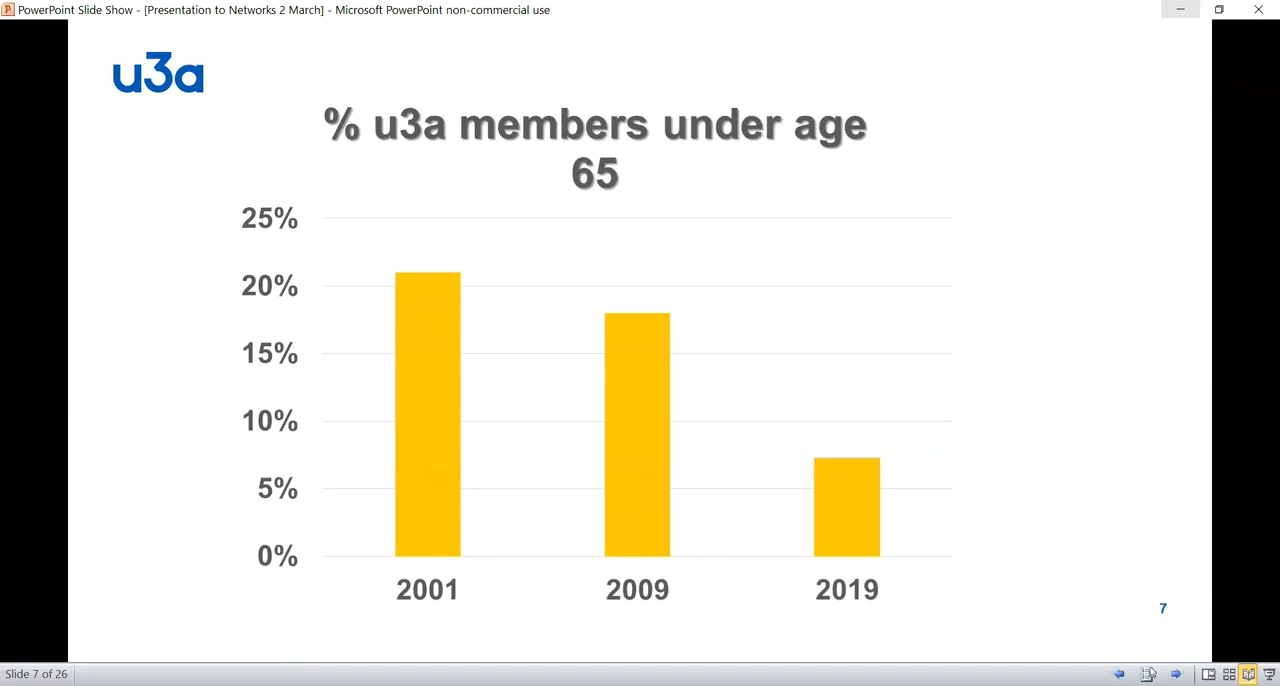 PowerPoint Slide Show - [Presentation to Networks 2 March] - Microsoft PowerPoint non-commercial use
u3a
% u3a members under age
65
25%
20%
15%
10%
5%
0%
2001 2009 2019
7
Slide 7 of 26